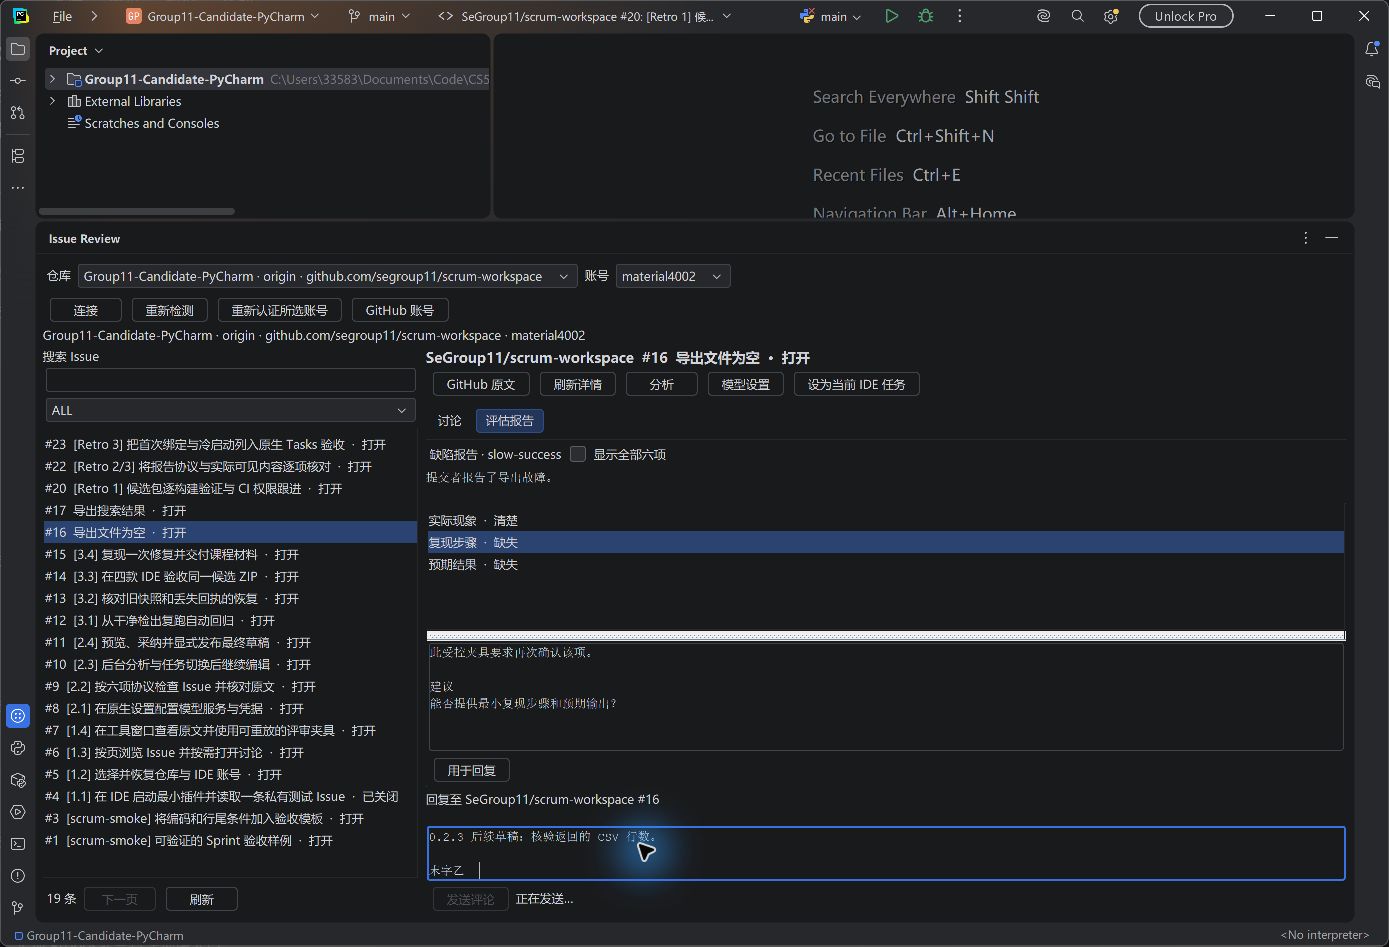 File
Group11-Candidate-PyCharm
main
SeGroup11/scrum-workspace #20: [Retro 1] 候...
main
Unlock Pro
Project
Group11-Candidate-PyCharm C:\Users\33583\Documents\Code\CS5
External Libraries
Scratches and Consoles
Search Everywhere Shift Shift
Go to File Ctrl+Shift+N
Recent Files Ctrl+E
Navigation Bar Alt+Home
Issue Review
仓库 Group11-Candidate-PyCharm · origin · github.com/segroup11/scrum-workspace 账号 material4002
连接 重新检测 重新认证所选账号 GitHub 账号
Group11-Candidate-PyCharm · origin · github.com/segroup11/scrum-workspace · material4002
搜索 Issue
ALL
#23 [Retro 3] 把首次绑定与冷启动列入原生 Tasks 验收 · 打开
#22 [Retro 2/3] 将报告协议与实际可见内容逐项核对 · 打开
#20 [Retro 1] 候选包逐构建验证与 CI 权限跟进 · 打开
#17 导出搜索结果 · 打开
#16 导出文件为空 · 打开
#15 [3.4] 复现一次修复并交付课程材料 · 打开
#14 [3.3] 在四款 IDE 验收同一候选 ZIP · 打开
#13 [3.2] 核对旧快照和丢失回执的恢复 · 打开
#12 [3.1] 从干净检出复跑自动回归 · 打开
#11 [2.4] 预览、采纳并显式发布最终草稿 · 打开
#10 [2.3] 后台分析与任务切换后继续编辑 · 打开
#9 [2.2] 按六项协议检查 Issue 并核对原文 · 打开
#8 [2.1] 在原生设置配置模型服务与凭据 · 打开
#7 [1.4] 在工具窗口查看原文并使用可重放的评审夹具 · 打开
#6 [1.3] 按页浏览 Issue 并按需打开讨论 · 打开
#5 [1.2] 选择并恢复仓库与 IDE 账号 · 打开
#4 [1.1] 在 IDE 启动最小插件并读取一条私有测试 Issue · 已关闭
#3 [scrum-smoke] 将编码和行尾条件加入验收模板 · 打开
#1 [scrum-smoke] 可验证的 Sprint 验收样例 · 打开
19 条 下一页 刷新
SeGroup11/scrum-workspace #16 导出文件为空 • 打开
GitHub 原文 刷新详情 分析 模型设置 设为当前 IDE 任务
讨论 评估报告
缺陷报告 · slow-success 显示全部六项
提交者报告了导出故障。
实际现象 · 清楚
复现步骤 · 缺失
预期结果 · 缺失
此受控夹具要求再次确认该项。
建议
能否提供最小复现步骤和预期输出？
用于回复
回复至 SeGroup11/scrum-workspace #16
0.2.3 后续草稿：核验返回的 CSV 行数。
末字乙
发送评论 正在发送...
Group11-Candidate-PyCharm
<No interpreter>